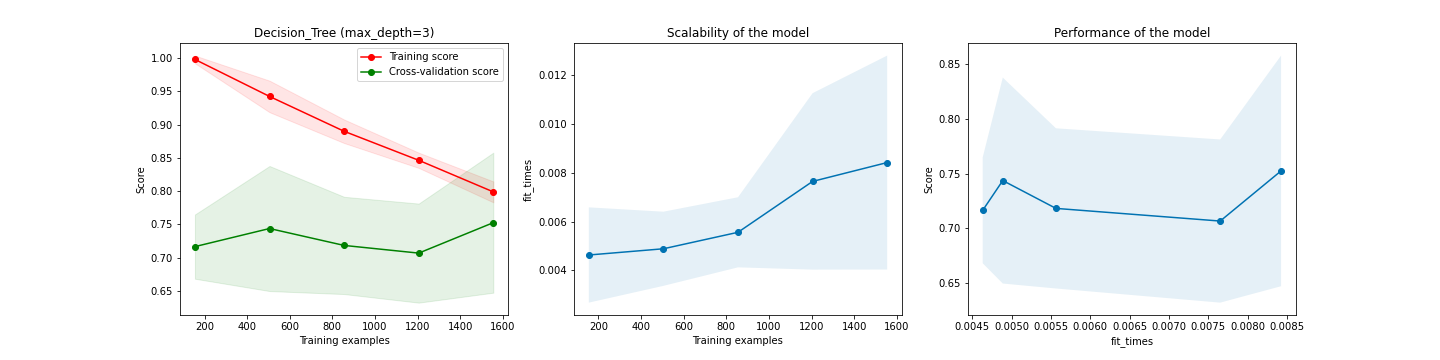 Decision_Tree (max_depth=3)
Training score
Cross-validation score
1.00
0.95
0.90
0.85
0.80
0.75
0.70
0.65
Score
200 400 600 800 1000 1200 1400 1600
Training examples
Scalability of the model
0.012
0.010
0.008
0.006
0.004
fit_times
200 400 600 800 1000 1200 1400 1600
Training examples
Performance of the model
0.85
0.80
0.75
0.70
0.65
Score
0.0045 0.0050 0.0055 0.0060 0.0065 0.0070 0.0075 0.0080 0.0085
fit_times